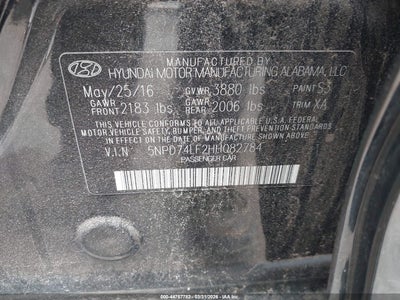 MANUFACTURED BY
HYUNDAI MOTOR MANUFACTURING ALABAMA, LLC
May/25/16 GVWR 3880 lbs PAINT S3
GAWR FRONT 2183 lbs GAWR REAR 2006 lbs TRIM XA
THIS VEHICLE CONFORMS TO ALL APPLICABLE U.S. FEDERAL
MOTOR VEHICLE SAFETY, BUMPER, AND THEFT PREVENTION STANDARDS
IN EFFECT ON THE DATE OF MANUFACTURE SHOWN ABOVE.
V.I.N 5NPD74LF2HH082784
PASSENGER CAR